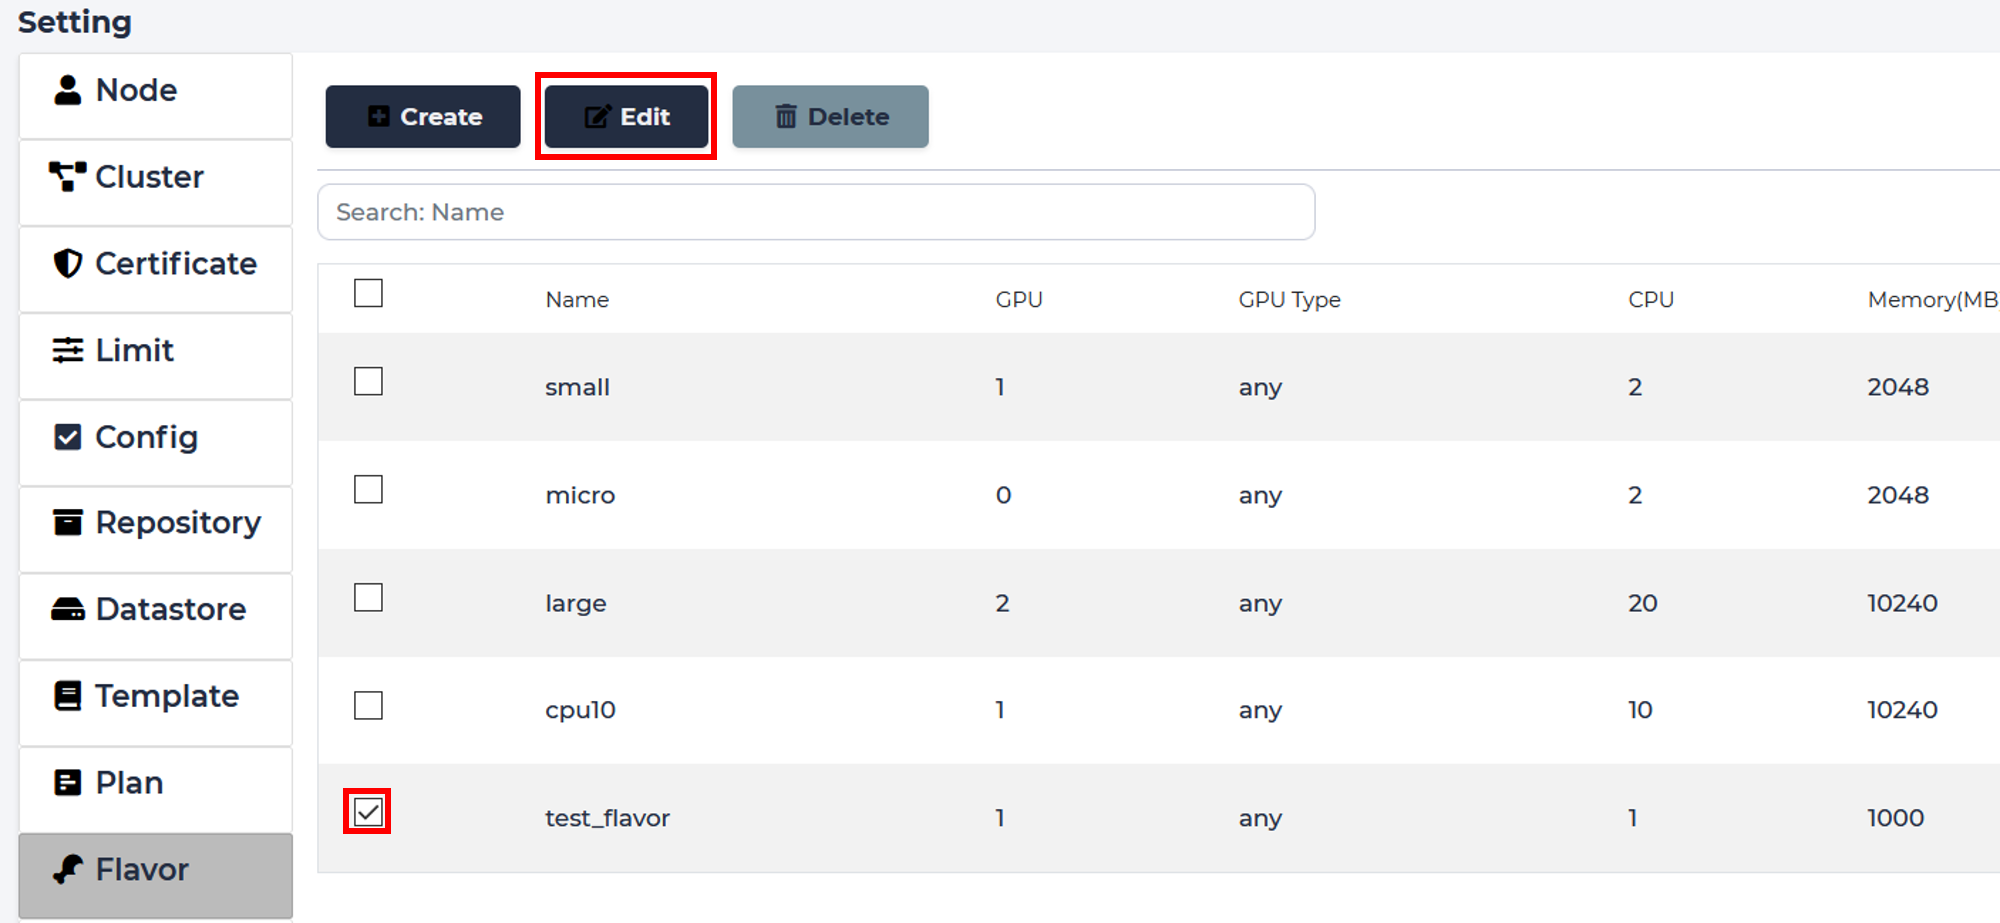 Setting
Node
Cluster
Certificate
Limit
Config
Repository
Datastore
Template
Plan
Flavor
Create Edit Delete
Search: Name
Name GPU GPU Type CPU Memory(MB
small 1 any 2 2048
micro 0 any 2 2048
large 2 any 20 10240
cpu10 1 any 10 10240
test_flavor 1 any 1 1000